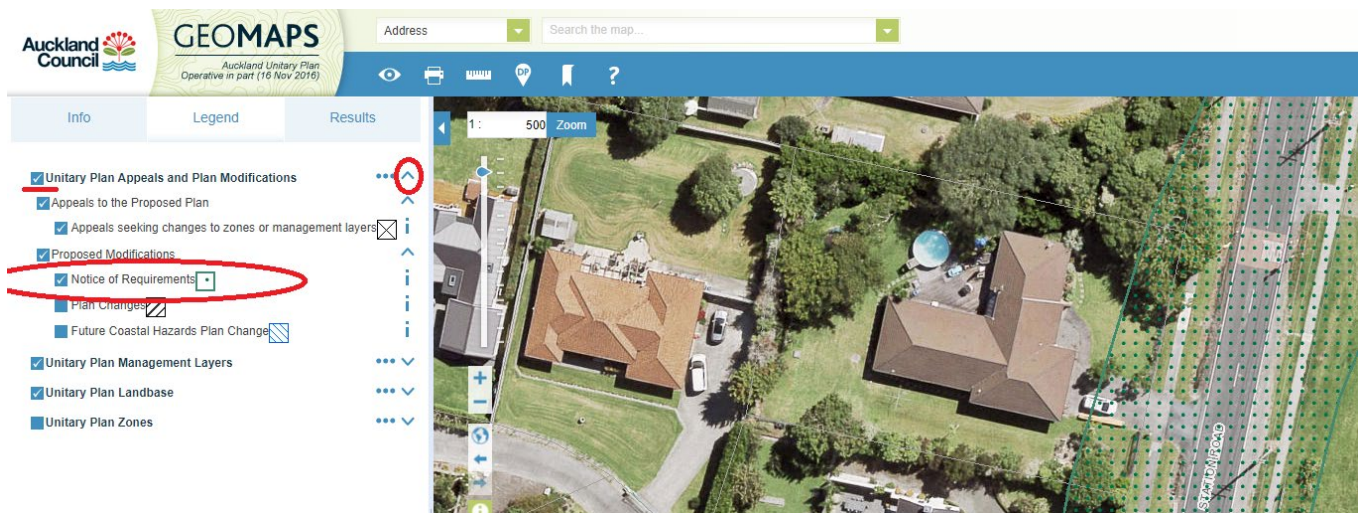 Auckland
Council
GEOMAPS
Auckland Unitary Plan
Operative in part (16 Nov 2016)
Address
Search the map...
DP
?
Info
Legend
Results
1 :
500
Zoom
Unitary Plan Appeals and Plan Modifications
Appeals to the Proposed Plan
Appeals seeking changes to zones or management layers
Proposed Modifications
Notice of Requirements
Plan Changes
Future Coastal Hazards Plan Change
Unitary Plan Management Layers
Unitary Plan Landbase
Unitary Plan Zones
STATION ROAD